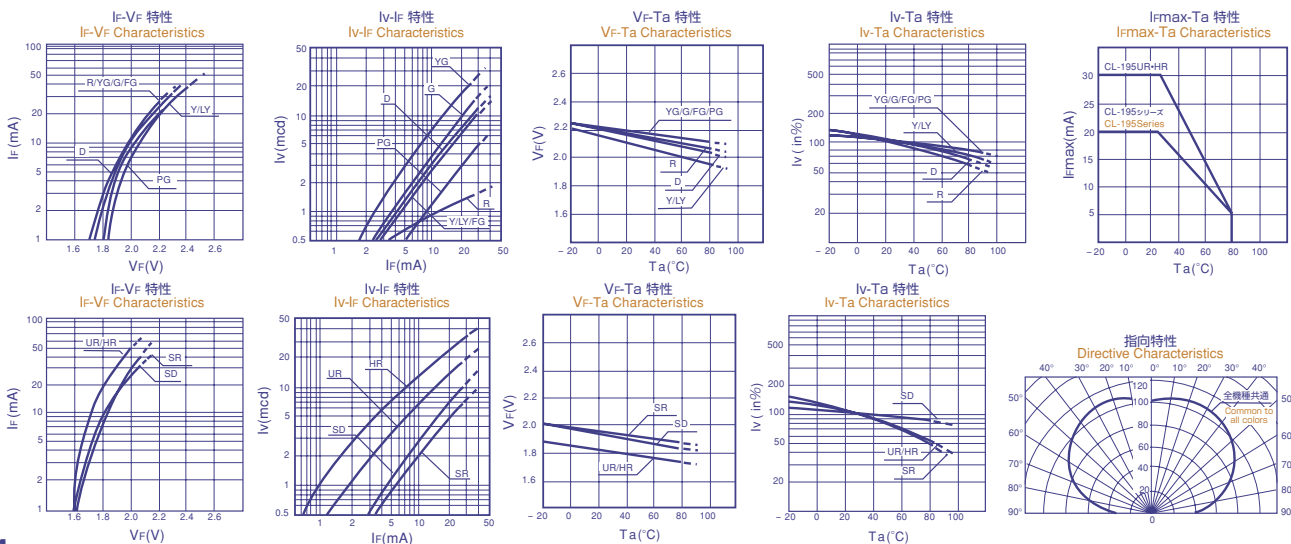 IF-VF 特性
IF-VF Characteristics
100
50
10
5
2
1
IF (mA)
R/YG/G/FG
Y/LY
D
PG
1.6 1.8 2.0 2.2 2.4 2.6
VF(V)
Iv-IF 特性
Iv-IF Characteristics
50
20
10
5
2
1
0.5
Iv(mcd)
YG
D
G
PG
R
Y/LY/FG
1 2 5 10 20 50
IF(mA)
VF-Ta 特性
VF-Ta Characteristics
2.6
2.4
2.2
2.0
1.8
1.6
VF(V)
YG/G/FG/PG
R
D
Y/LY
-20 0 20 40 60 80 100
Ta(°C)
Iv-Ta 特性
Iv-Ta Characteristics
500
200
100
50
20
Iv ( in%)
YG/G/FG/PG
Y/LY
D
R
-20 0 20 40 60 80 100
Ta(°C)
IFmax-Ta 特性
IFmax-Ta Characteristics
30
20
15
10
5
IFmax(mA)
CL-195UR•HR
CL-195シリーズ
CL-195Series
-20 0 20 40 60 80 100
Ta(°C)
IF-VF 特性
IF-VF Characteristics
100
50
10
5
2
1
IF (mA)
UR/HR
SR
SD
1.6 1.8 2.0 2.2 2.4 2.6
VF(V)
Iv-IF 特性
Iv-IF Characteristics
50
20
10
5
2
1
0.5
Iv(mcd)
HR
UR
SD
SR
1 2 5 10 20 50
IF(mA)
VF-Ta 特性
VF-Ta Characteristics
2.4
2.2
2.0
1.8
1.6
VF(V)
SR
SD
UR/HR
-20 0 20 40 60 80 100
Ta(°C)
Iv-Ta 特性
Iv-Ta Characteristics
500
200
100
50
20
Iv ( in%)
SD
UR/HR
SR
-20 0 20 40 60 80 100
Ta(°C)
指向特性
Directive Characteristics
40° 30° 20° 10° 0° 10° 20° 30° 40°
50°
60°
70°
80°
90°
120
100
80
60
40
20
0
全機種共通
Common to
all colors
50
60
70
80
90